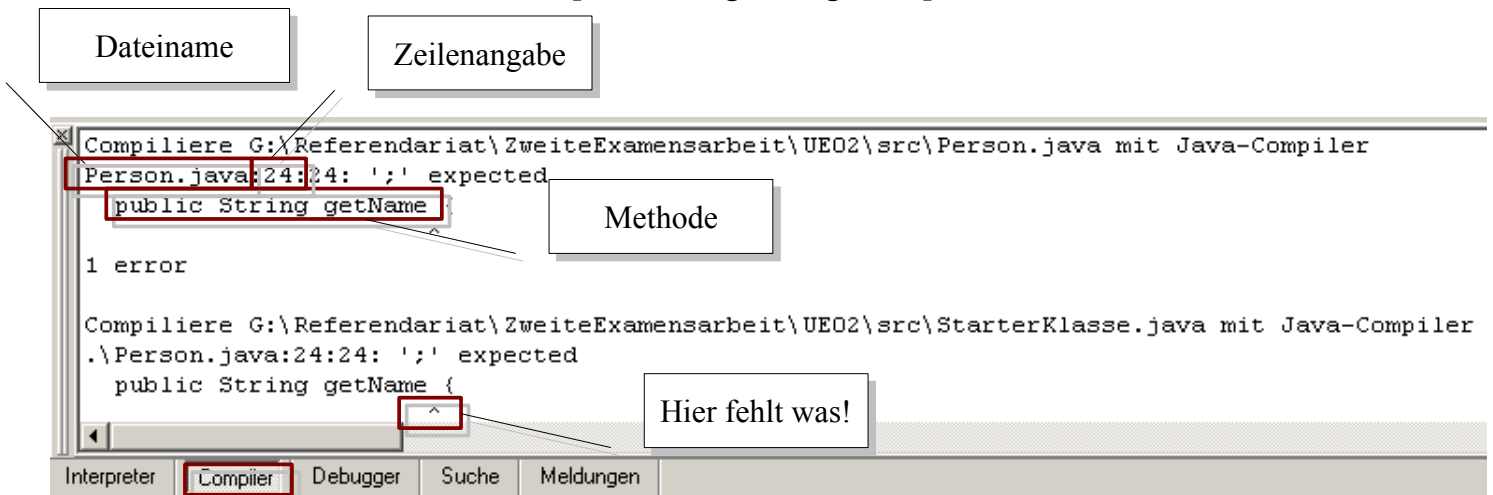 Dateiname
Zeilenangabe
Compiliere G:\Referendariat\ZweiteExamensarbeit\UE02\src\Person.java mit Java-Compiler
Person.java:24:24: ';' expected
public String getName {
^
Methode
1 error
Compiliere G:\Referendariat\ZweiteExamensarbeit\UE02\src\StarterKlasse.java mit Java-Compiler
.\Person.java:24:24: ';' expected
public String getName {
^
Hier fehlt was!
Interpreter Compiler Debugger Suche Meldungen